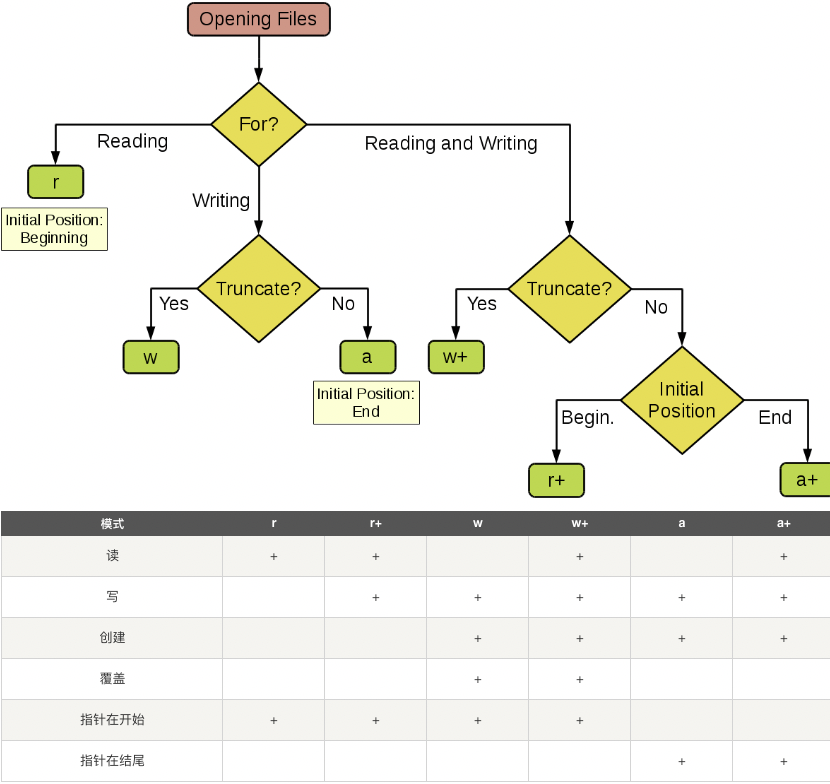 Opening Files
For?
Reading
Reading and Writing
r
Writing
Initial Position:
Beginning
Truncate?
Truncate?
Yes
No
Yes
No
w
a
w+
Initial Position:
End
Initial
Position
Begin.
End
r+
a+
模式 r r+ w w+ a a+
读 + + + +
写 + + + + +
创建 + + + +
覆盖 + +
指针在开始 + + + +
指针在结尾 + +